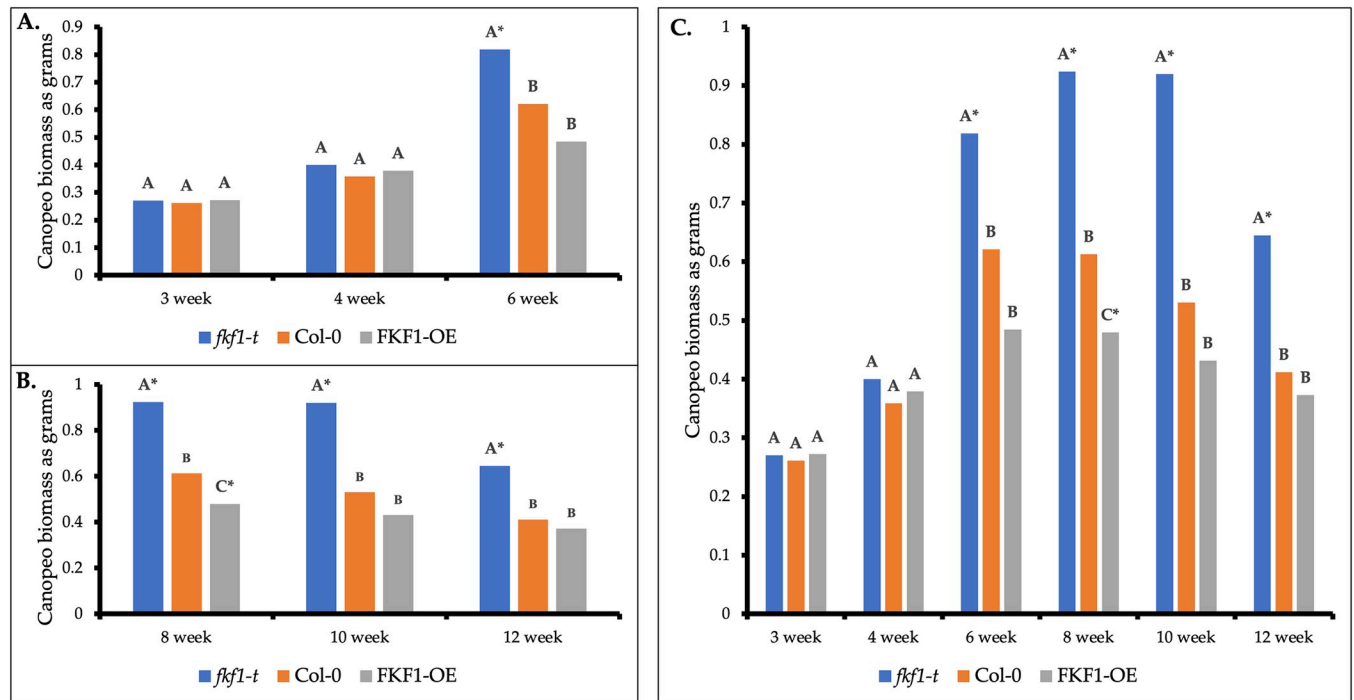 A.
Canopeo biomass as grams
0.9
0.8
0.7
0.6
0.5
0.4
0.3
0.2
0.1
0
A A A
A A A
A* B B
3 week 4 week 6 week
fkf1-t Col-0 FKF1-OE
B.
Canopeo biomass as grams
1
0.8
0.6
0.4
0.2
0
A* B C*
A* B B
A* B B
8 week 10 week 12 week
fkf1-t Col-0 FKF1-OE
C.
Canopeo biomass as grams
1
0.9
0.8
0.7
0.6
0.5
0.4
0.3
0.2
0.1
0
A A A
A A A
A* B B
A* B C*
A* B B
A* B B
3 week 4 week 6 week 8 week 10 week 12 week
fkf1-t Col-0 FKF1-OE